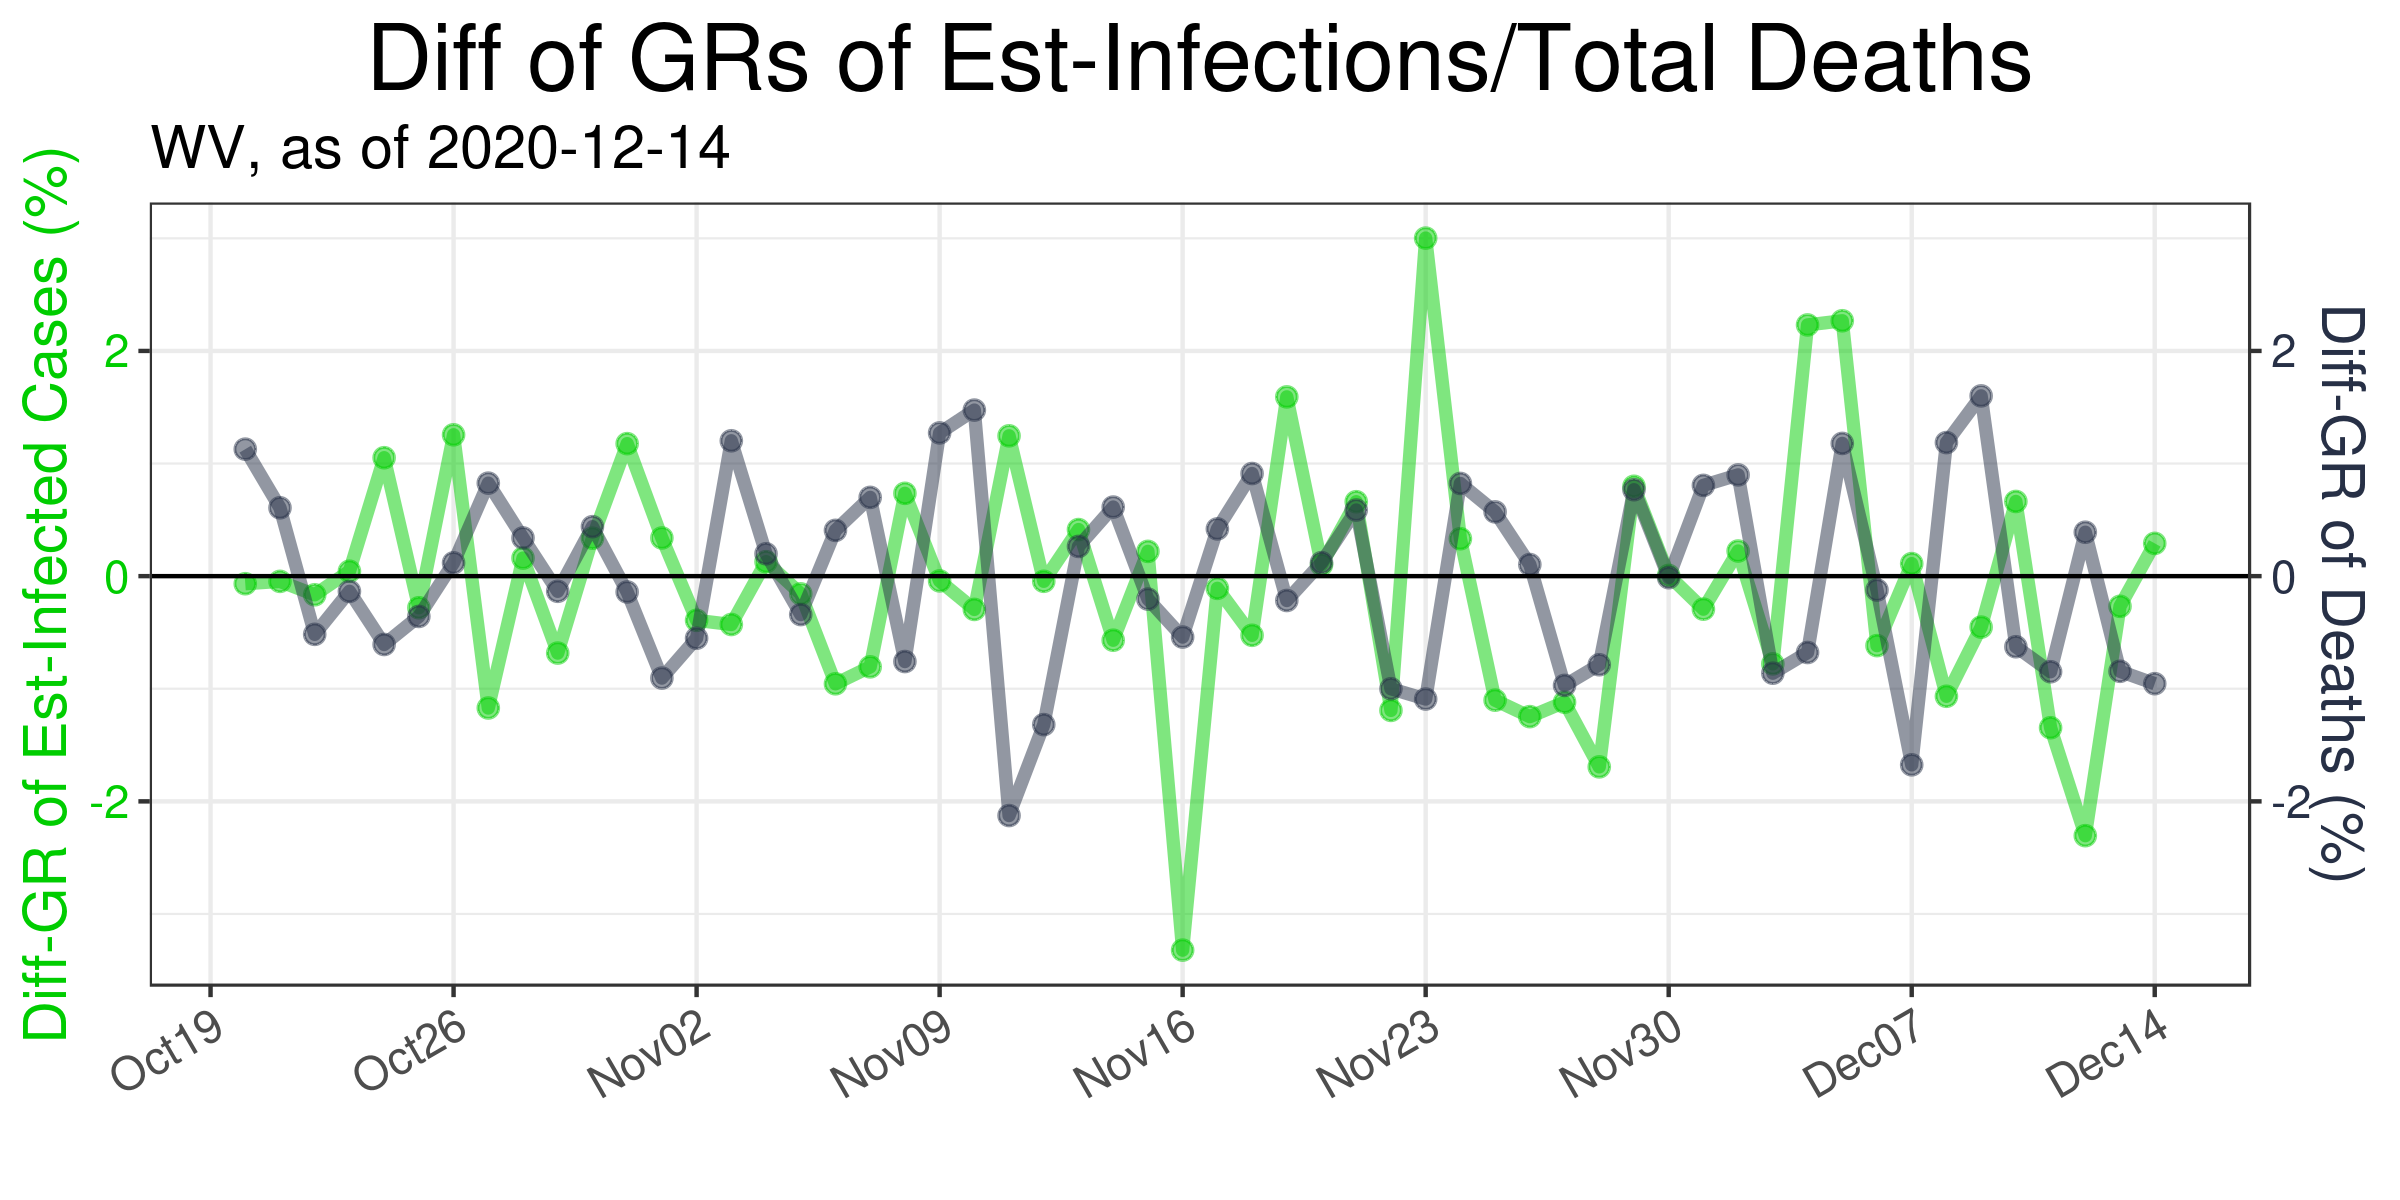 Diff of GRs of Est-Infections/Total Deaths
WV, as of 2020-12-14
Diff-GR of Est-Infected Cases (%)
2
0
-2
2
0
-2
Diff-GR of Deaths (%)
Oct19
Oct26
Nov02
Nov09
Nov16
Nov23
Nov30
Dec07
Dec14